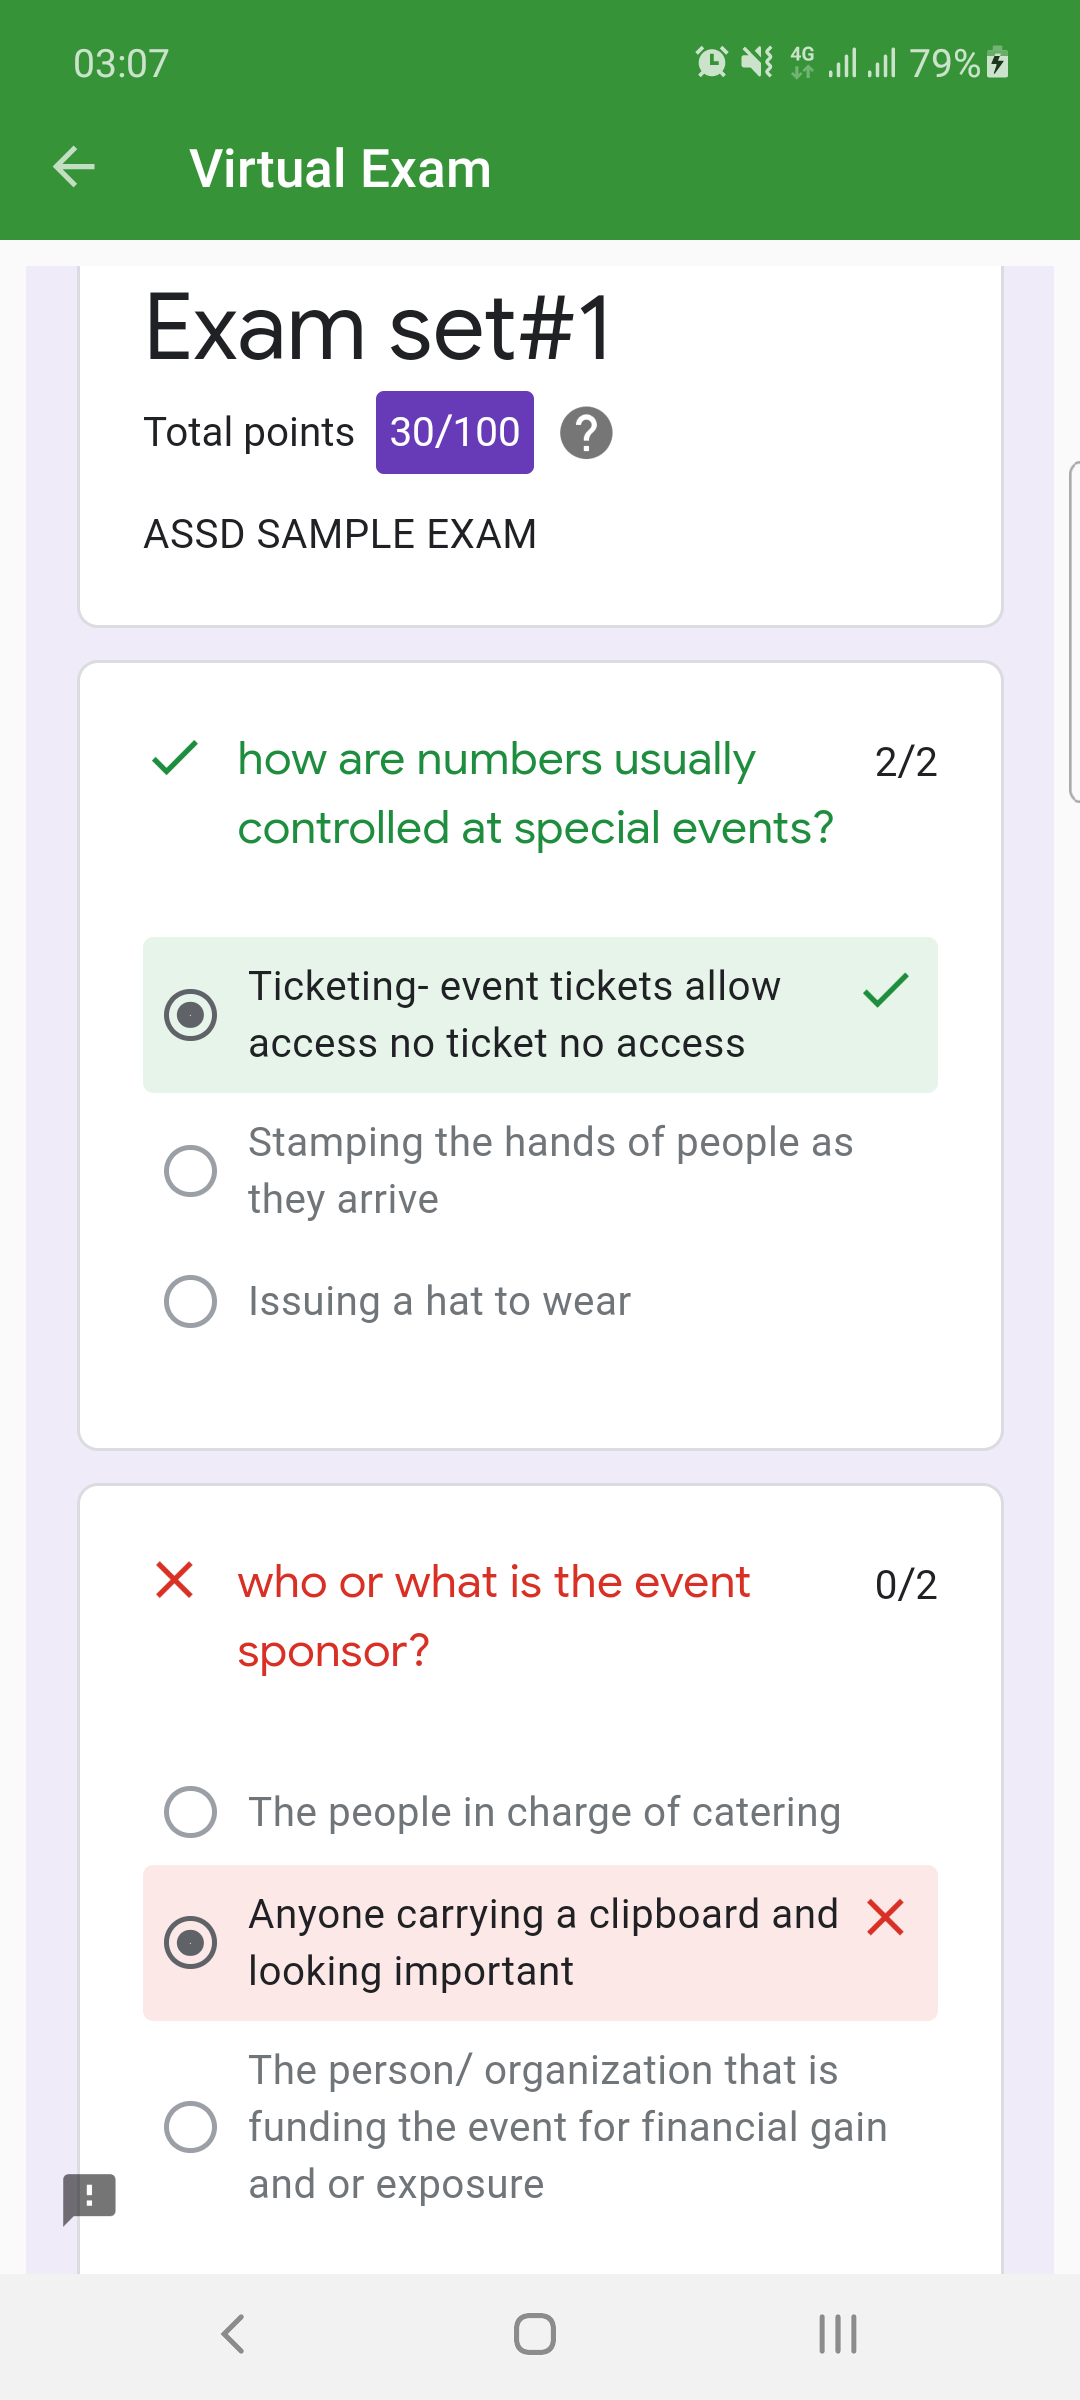 03:07
4G
79%
Virtual Exam
Exam set#1
Total points 30/100 ?
ASSD SAMPLE EXAM
how are numbers usually 2/2
controlled at special events?
Ticketing- event tickets allow
access no ticket no access
Stamping the hands of people as
they arrive
Issuing a hat to wear
who or what is the event 0/2
sponsor?
The people in charge of catering
Anyone carrying a clipboard and
looking important
The person/ organization that is
funding the event for financial gain
and or exposure